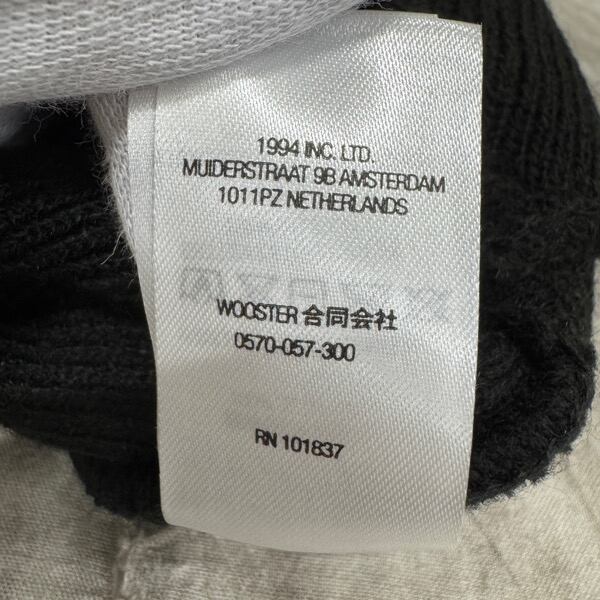 1994 INC. LTD.
MUIDERSTRAAT 9B AMSTERDAM
1011PZ NETHERLANDS
WOOSTER 合同会社
0570-057-300
RN 101837